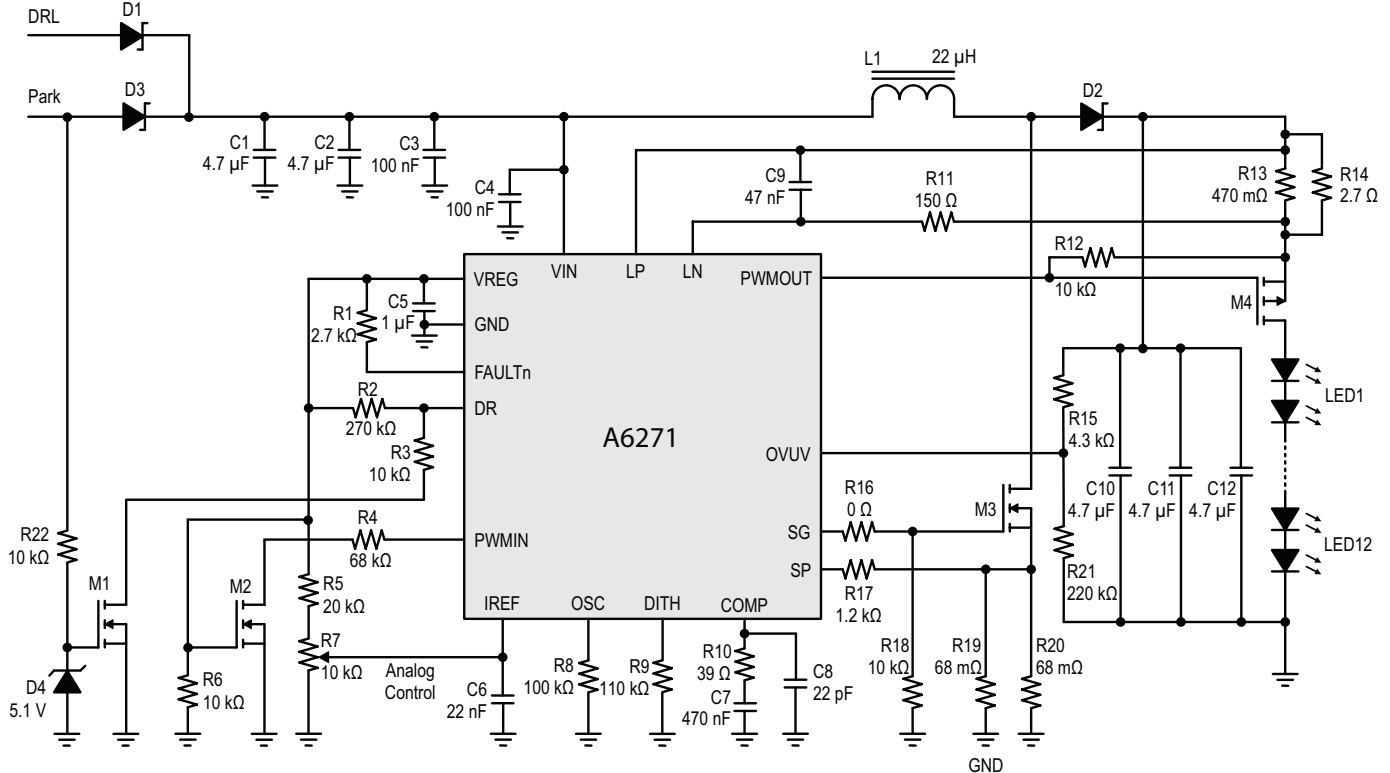 DRL
D1
Park
D3
C1
4.7 µF
C2
4.7 µF
C3
100 nF
C4
100 nF
L1
22 µH
D2
C9
47 nF
R11
150 Ω
R13
470 mΩ
R14
2.7 Ω
R12
10 kΩ
M4
VREG
VIN
LP
LN
PWMOUT
GND
FAULTn
DR
A6271
OVUV
PWMIN
SG
SP
IREF
OSC
DITH
COMP
R1
2.7 kΩ
C5
1 µF
R2
270 kΩ
R3
10 kΩ
R4
68 kΩ
R22
10 kΩ
M1
M2
D4
5.1 V
R6
10 kΩ
R5
20 kΩ
R7
10 kΩ
Analog
Control
C6
22 nF
R8
100 kΩ
R9
110 kΩ
R10
39 Ω
C7
470 nF
C8
22 pF
R16
0 Ω
R17
1.2 kΩ
M3
R18
10 kΩ
R19
68 mΩ
R20
68 mΩ
GND
R15
4.3 kΩ
R21
220 kΩ
C10
4.7 µF
C11
4.7 µF
C12
4.7 µF
LED1
LED12